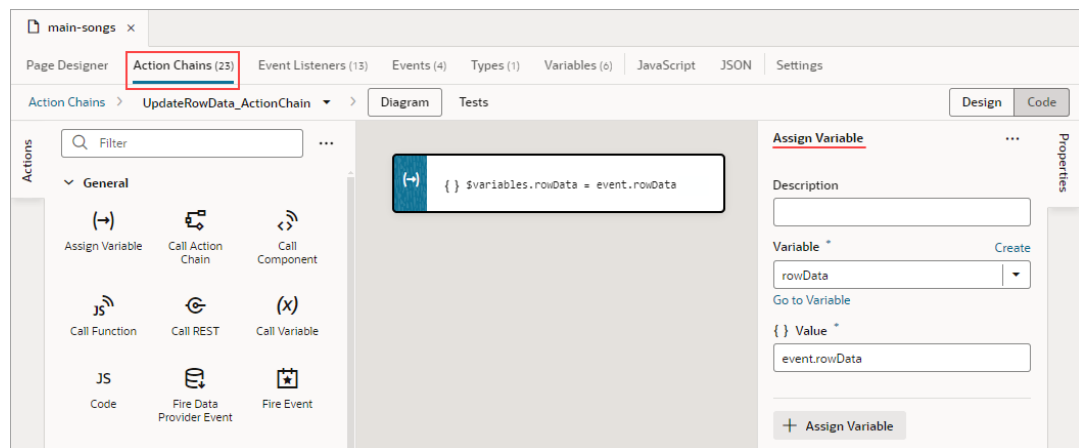 main-songs ×
Page Designer Action Chains (23) Event Listeners (13) Events (4) Types (1) Variables (6) JavaScript JSON Settings
Action Chains > UpdateRowData_ActionChain > Diagram Tests Design Code
Actions
Filter ...
General
(→) JS (x)
Assign Variable Call Action Chain Call Component
Call Function Call REST Call Variable
JS
Code Fire Data Provider Event Fire Event
(→) { } $variables.rowData = event.rowData
Assign Variable ...
Properties
Description
Variable * Create
rowData
Go to Variable
{ } Value *
event.rowData
+ Assign Variable